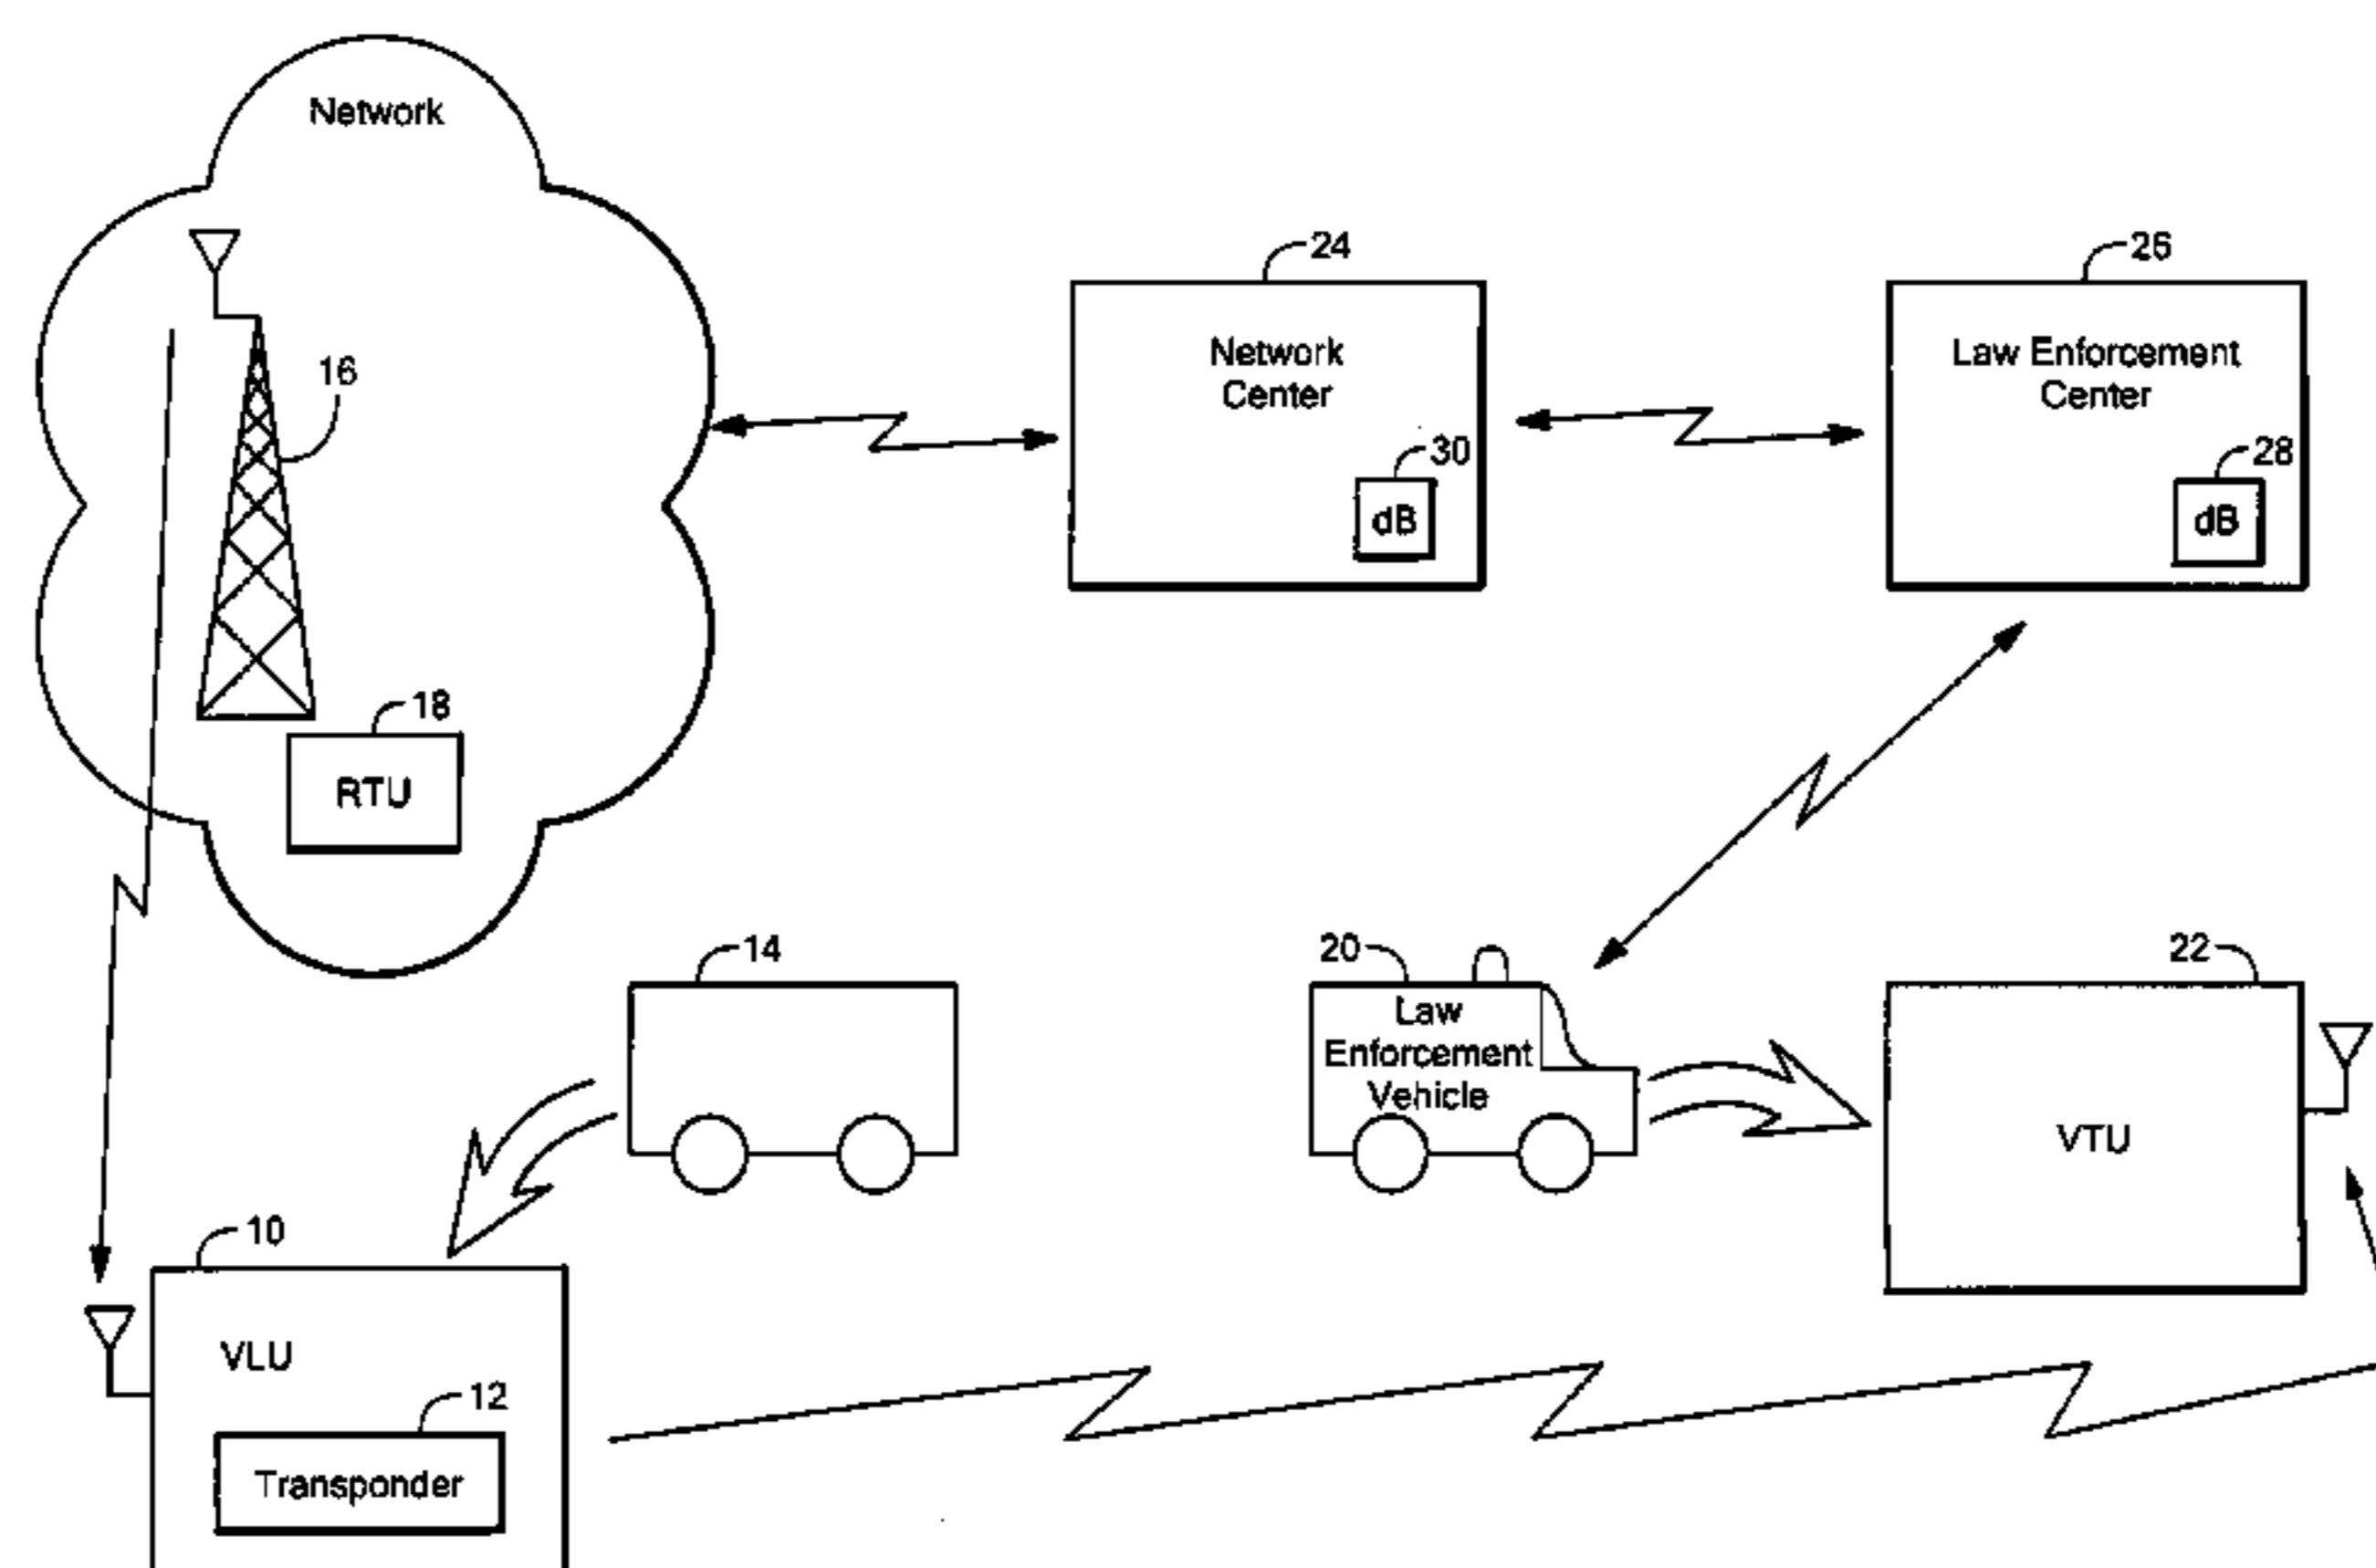 Network
16
18
RTU
24
Network
Center
30
dB
26
Law Enforcement
Center
28
dB
14
20
Law
Enforcement
Vehicle
22
VTU
10
VLU
12
Transponder